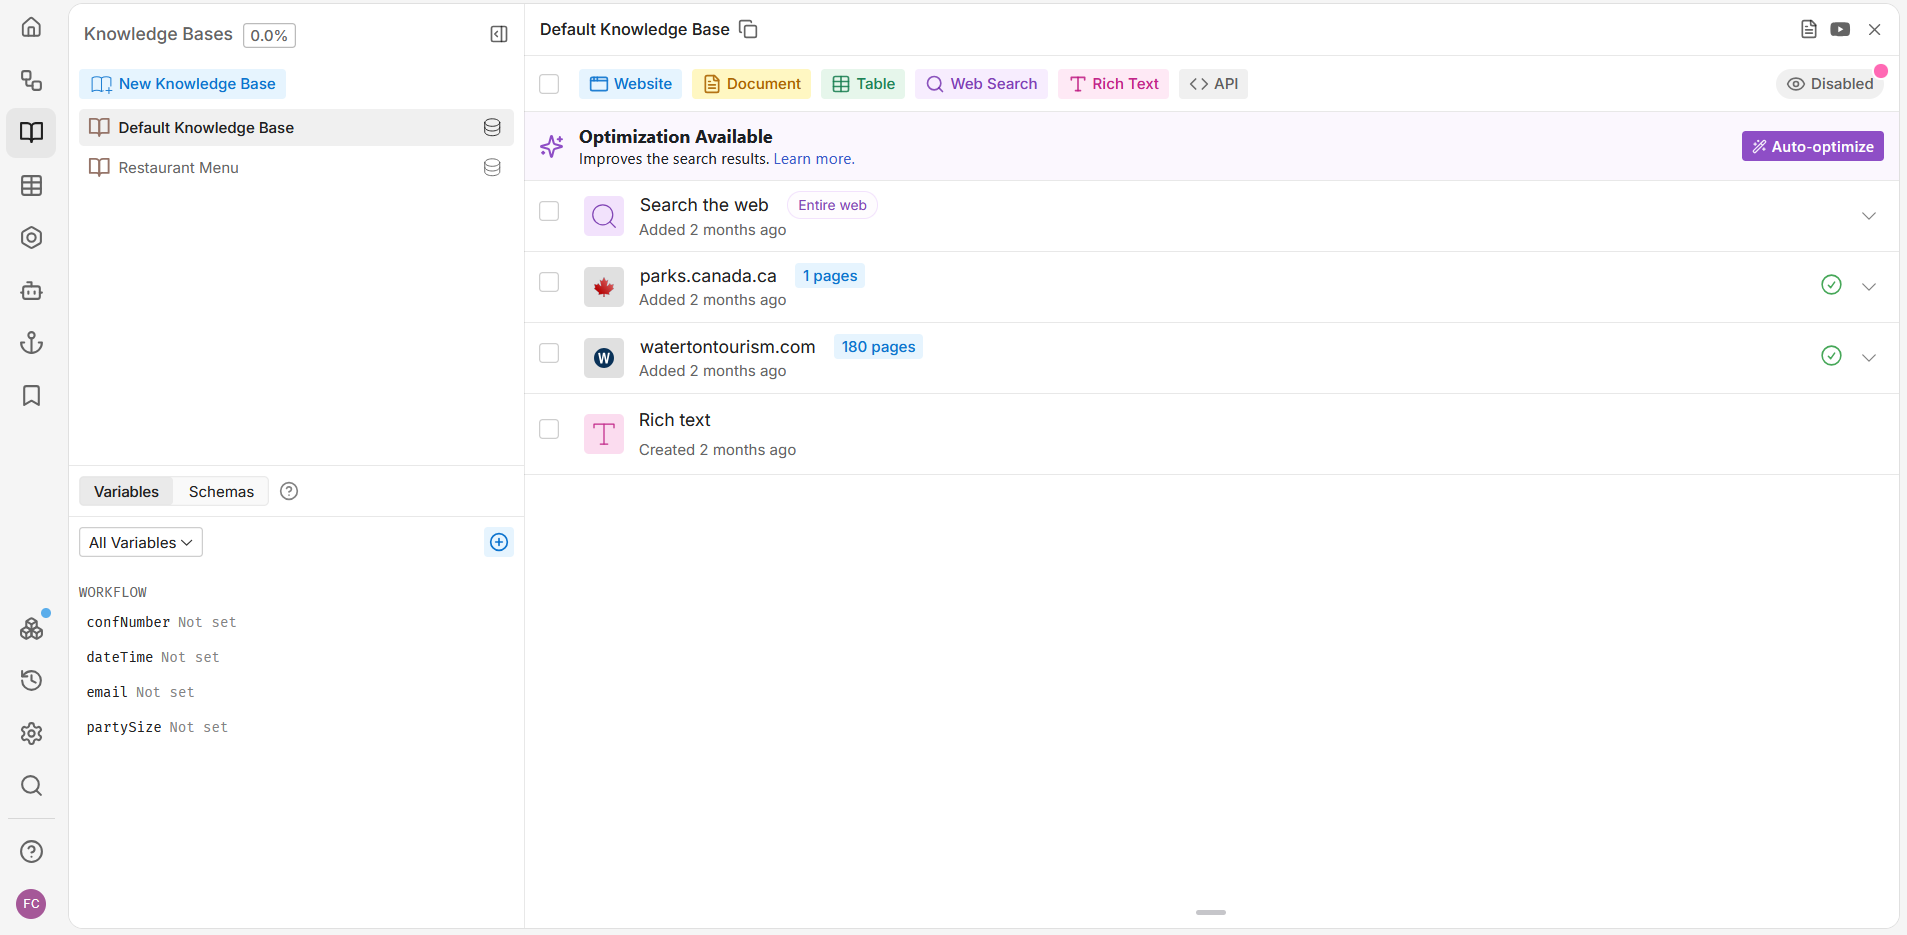 Knowledge Bases 0.0%
New Knowledge Base
Default Knowledge Base
Restaurant Menu
Variables Schemas
All Variables
WORKFLOW
confNumber Not set
dateTime Not set
email Not set
partySize Not set
FC
Default Knowledge Base
Website Document Table Web Search Rich Text API Disabled
Optimization Available
Improves the search results. Learn more.
Auto-optimize
Search the web Entire web
Added 2 months ago
parks.canada.ca 1 pages
Added 2 months ago
W
watertontourism.com 180 pages
Added 2 months ago
Rich text
Created 2 months ago